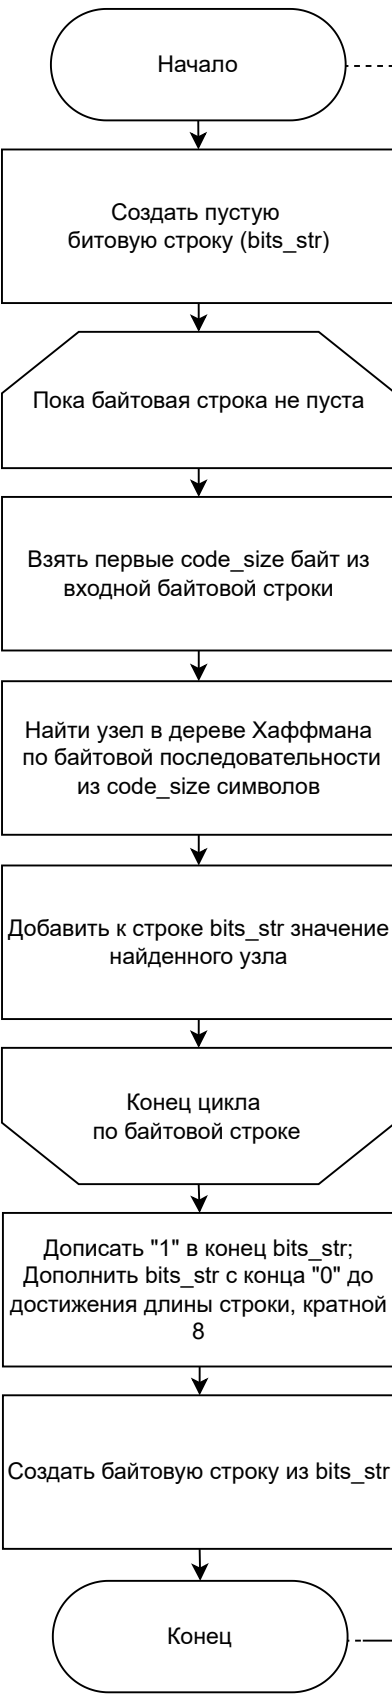 Начало
Создать пустую
битовую строку (bits_str)
Пока байтовая строка не пуста
Взять первые code_size байт из
входной байтовой строки
Найти узел в дереве Хаффмана
по байтовой последовательности
из code_size символов
Добавить к строке bits_str значение
найденного узла
Конец цикла
по байтовой строке
Дописать "1" в конец bits_str;
Дополнить bits_str с конца "0" до
достижения длины строки, кратной
8
Создать байтовую строку из bits_str
Конец